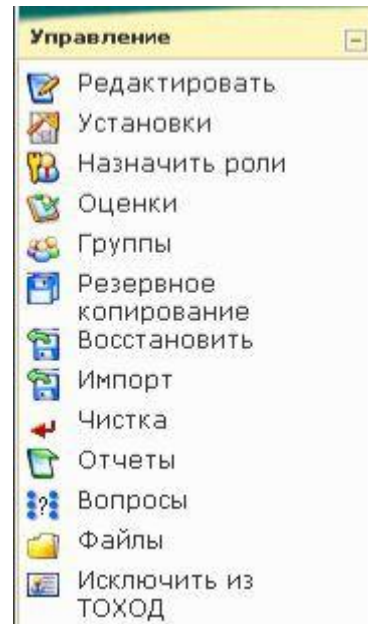 Управление
Редактировать
Установки
Назначить роли
Оценки
Группы
Резервное
копирование
Восстановить
Импорт
Чистка
Отчеты
Вопросы
Файлы
Исключить из
ТОХОД